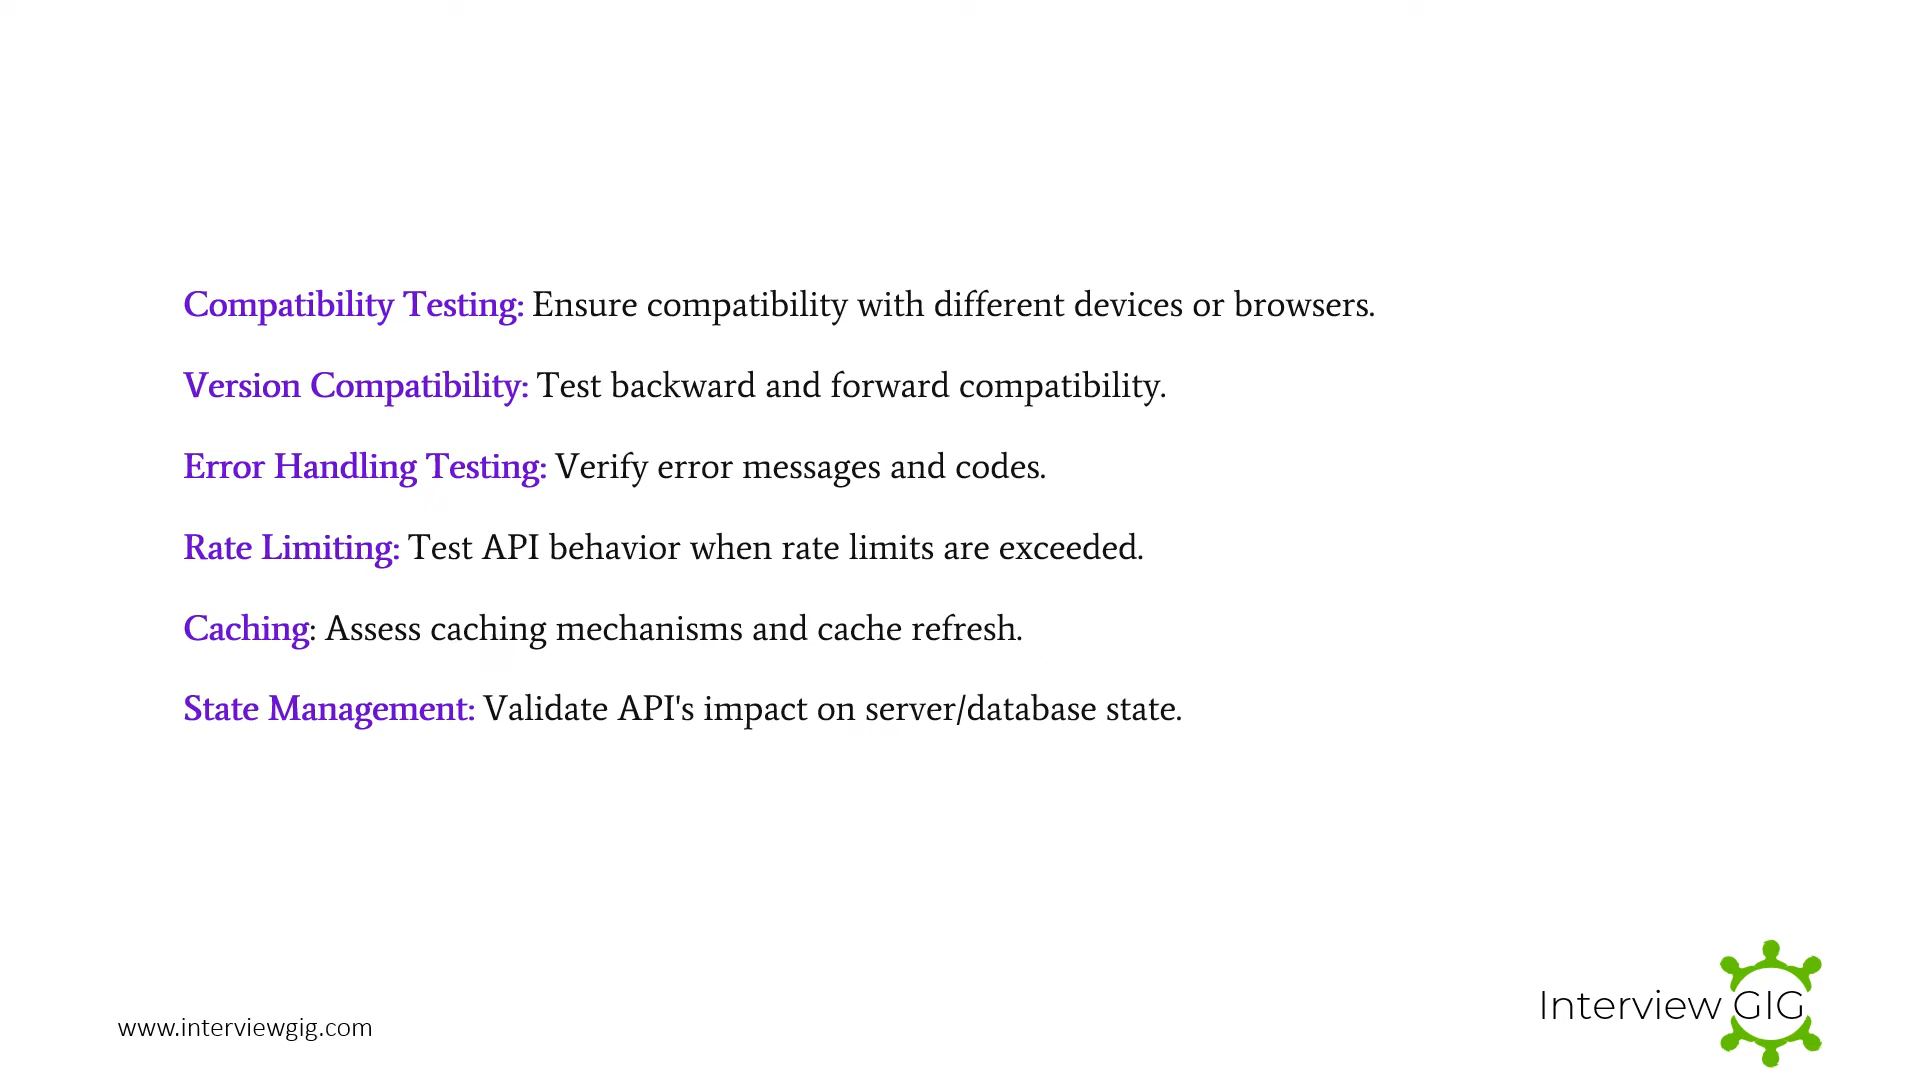 Compatibility Testing: Ensure compatibility with different devices or browsers.
Version Compatibility: Test backward and forward compatibility.
Error Handling Testing: Verify error messages and codes.
Rate Limiting: Test API behavior when rate limits are exceeded.
Caching: Assess caching mechanisms and cache refresh.
State Management: Validate API's impact on server/database state.
Interview GIG
www.interviewgig.com